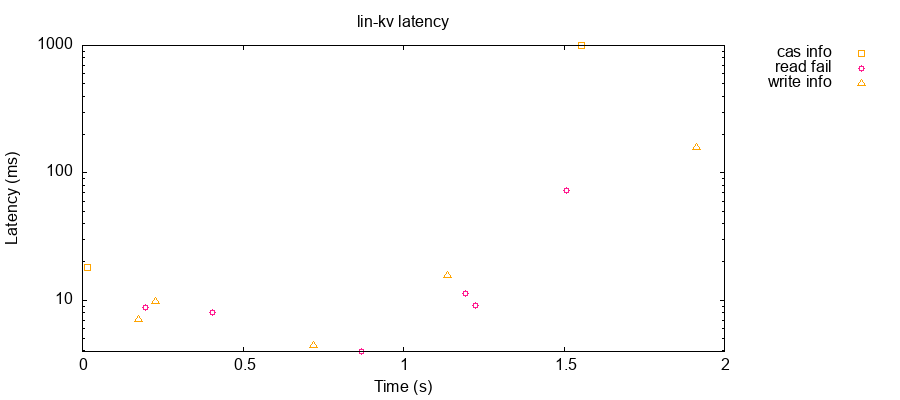 lin-kv latency
1000
100
10
Latency (ms)
0
0.5
1
1.5
2
Time (s)
cas info
read fail
write info